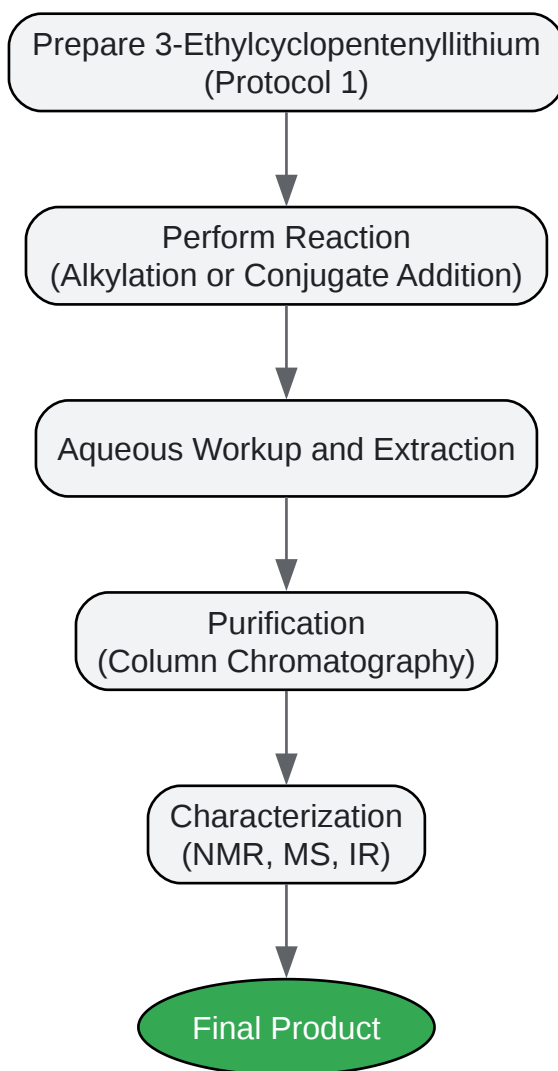 Prepare 3-Ethylcyclopentenyllithium
(Protocol 1)
Perform Reaction
(Alkylation or Conjugate Addition)
Aqueous Workup and Extraction
Purification
(Column Chromatography)
Characterization
(NMR, MS, IR)
Final Product